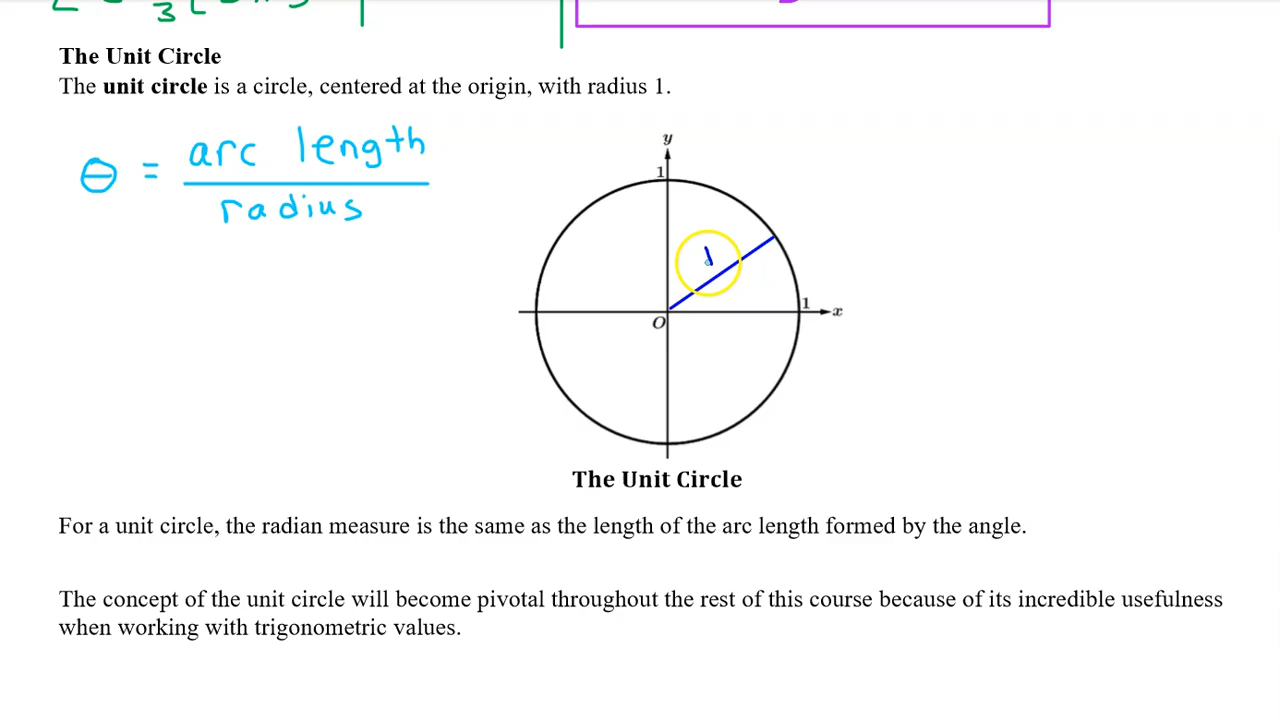 The Unit Circle
The unit circle is a circle, centered at the origin, with radius 1.
θ = arc length
radius
y
1
1
1
x
O
The Unit Circle
For a unit circle, the radian measure is the same as the length of the arc length formed by the angle.
The concept of the unit circle will become pivotal throughout the rest of this course because of its incredible usefulness
when working with trigonometric values.